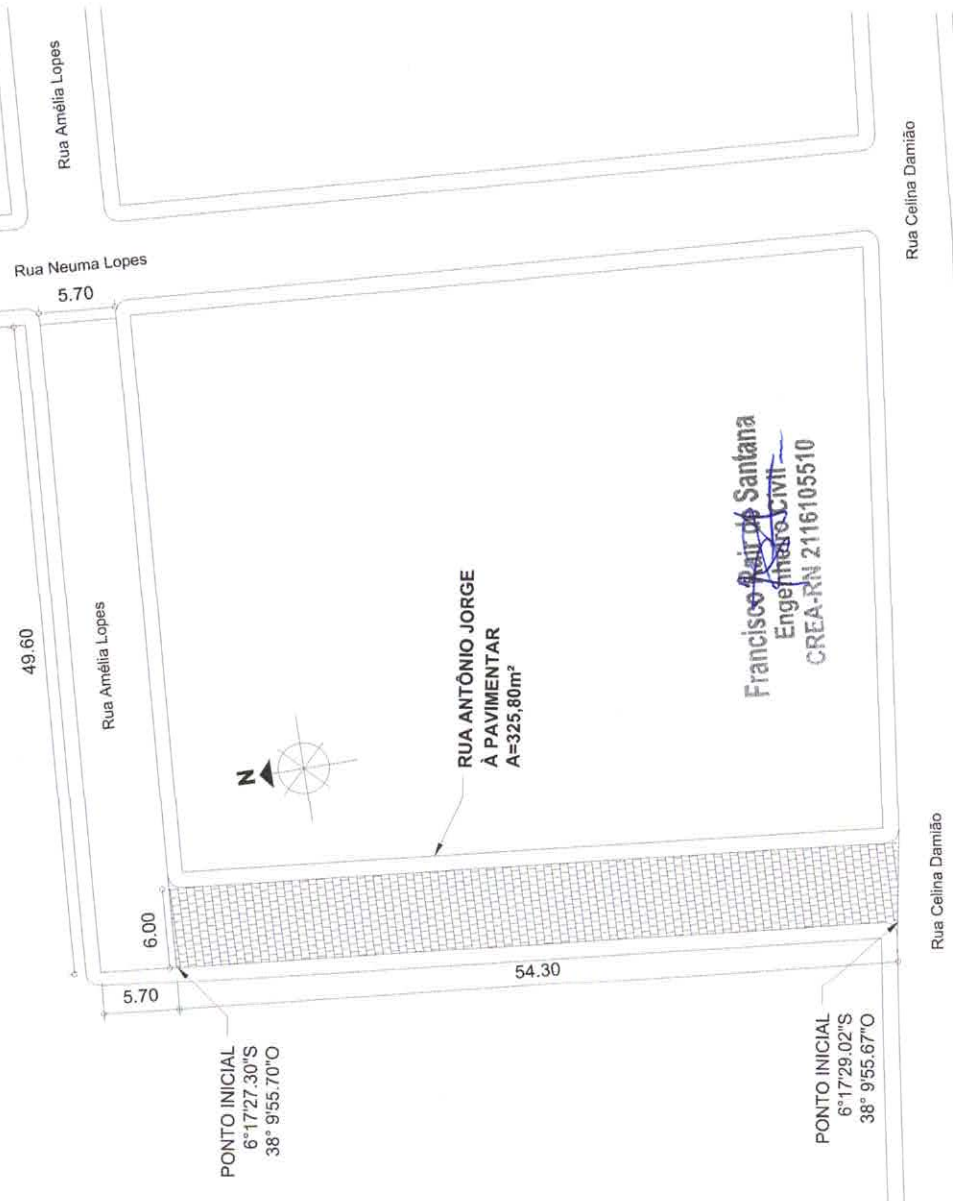 Rua Amélia Lopes
Rua Neuma Lopes
5.70
49.60
Rua Amélia Lopes
N
RUA ANTÔNIO JORGE
À PAVIMENTAR
A=325,80m²
Francisco Rair de Santana
Engenheiro Civil
CREA-RN 2116105510
6.00
5.70
54.30
PONTO INICIAL
6°17'27.30"S
38° 9'55.70"O
PONTO INICIAL
6°17'29.02"S
38° 9'55.67"O
Rua Celina Damião
Rua Celina Damião